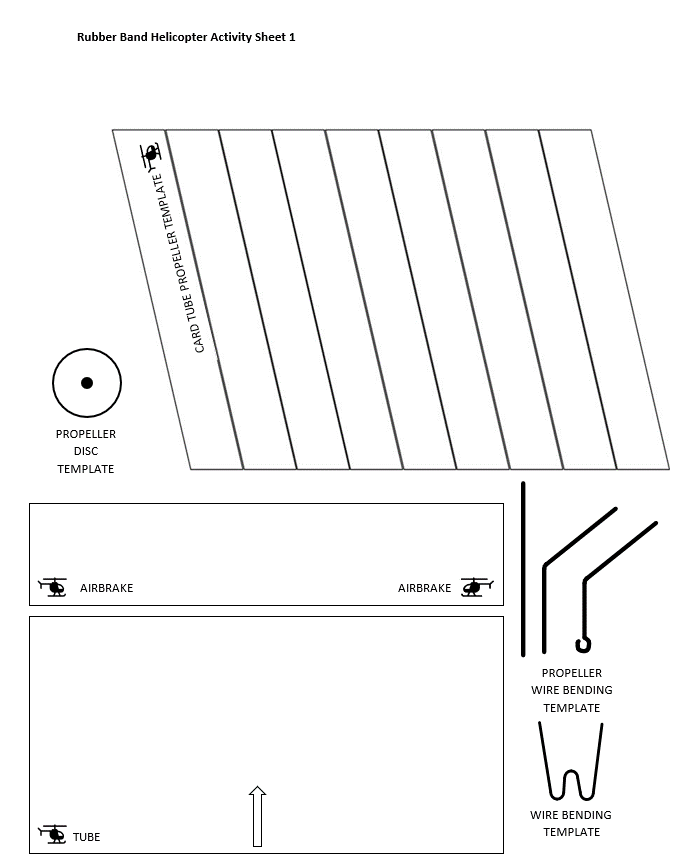 Rubber Band Helicopter Activity Sheet 1
CARD TUBE PROPELLER TEMPLATE
PROPELLER
DISC
TEMPLATE
AIRBRAKE
AIRBRAKE
PROPELLER
WIRE BENDING
TEMPLATE
WIRE BENDING
TEMPLATE
TUBE